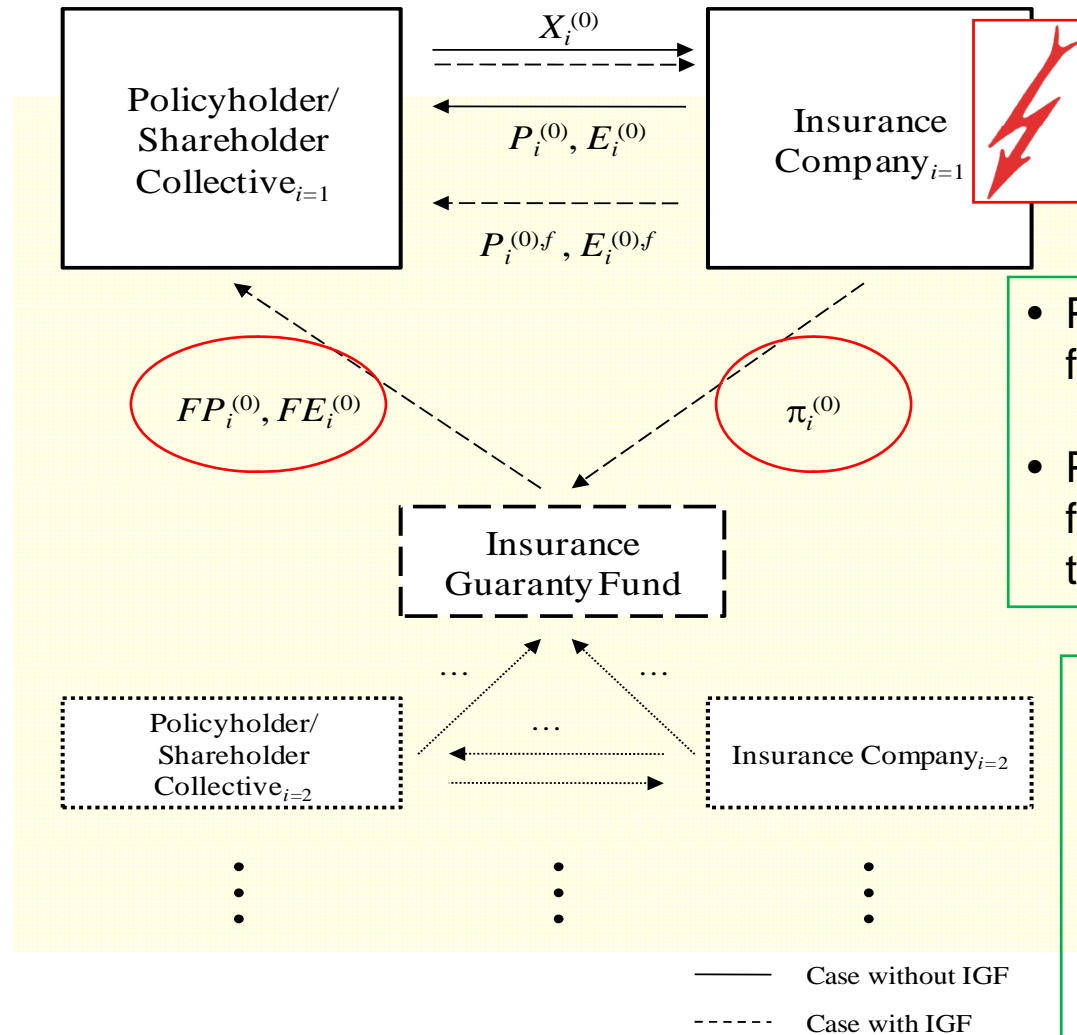 X_i^(0)
Policyholder/
Shareholder
Collective_i=1
P_i^(0), E_i^(0)
P_i^(0),f , E_i^(0),f
Insurance
Company_i=1
FP_i^(0), FE_i^(0)
π_i^(0)
Insurance
Guaranty Fund
... ...
...
Policyholder/
Shareholder
Collective_i=2
Insurance Company_i=2
Case without IGF
Case with IGF